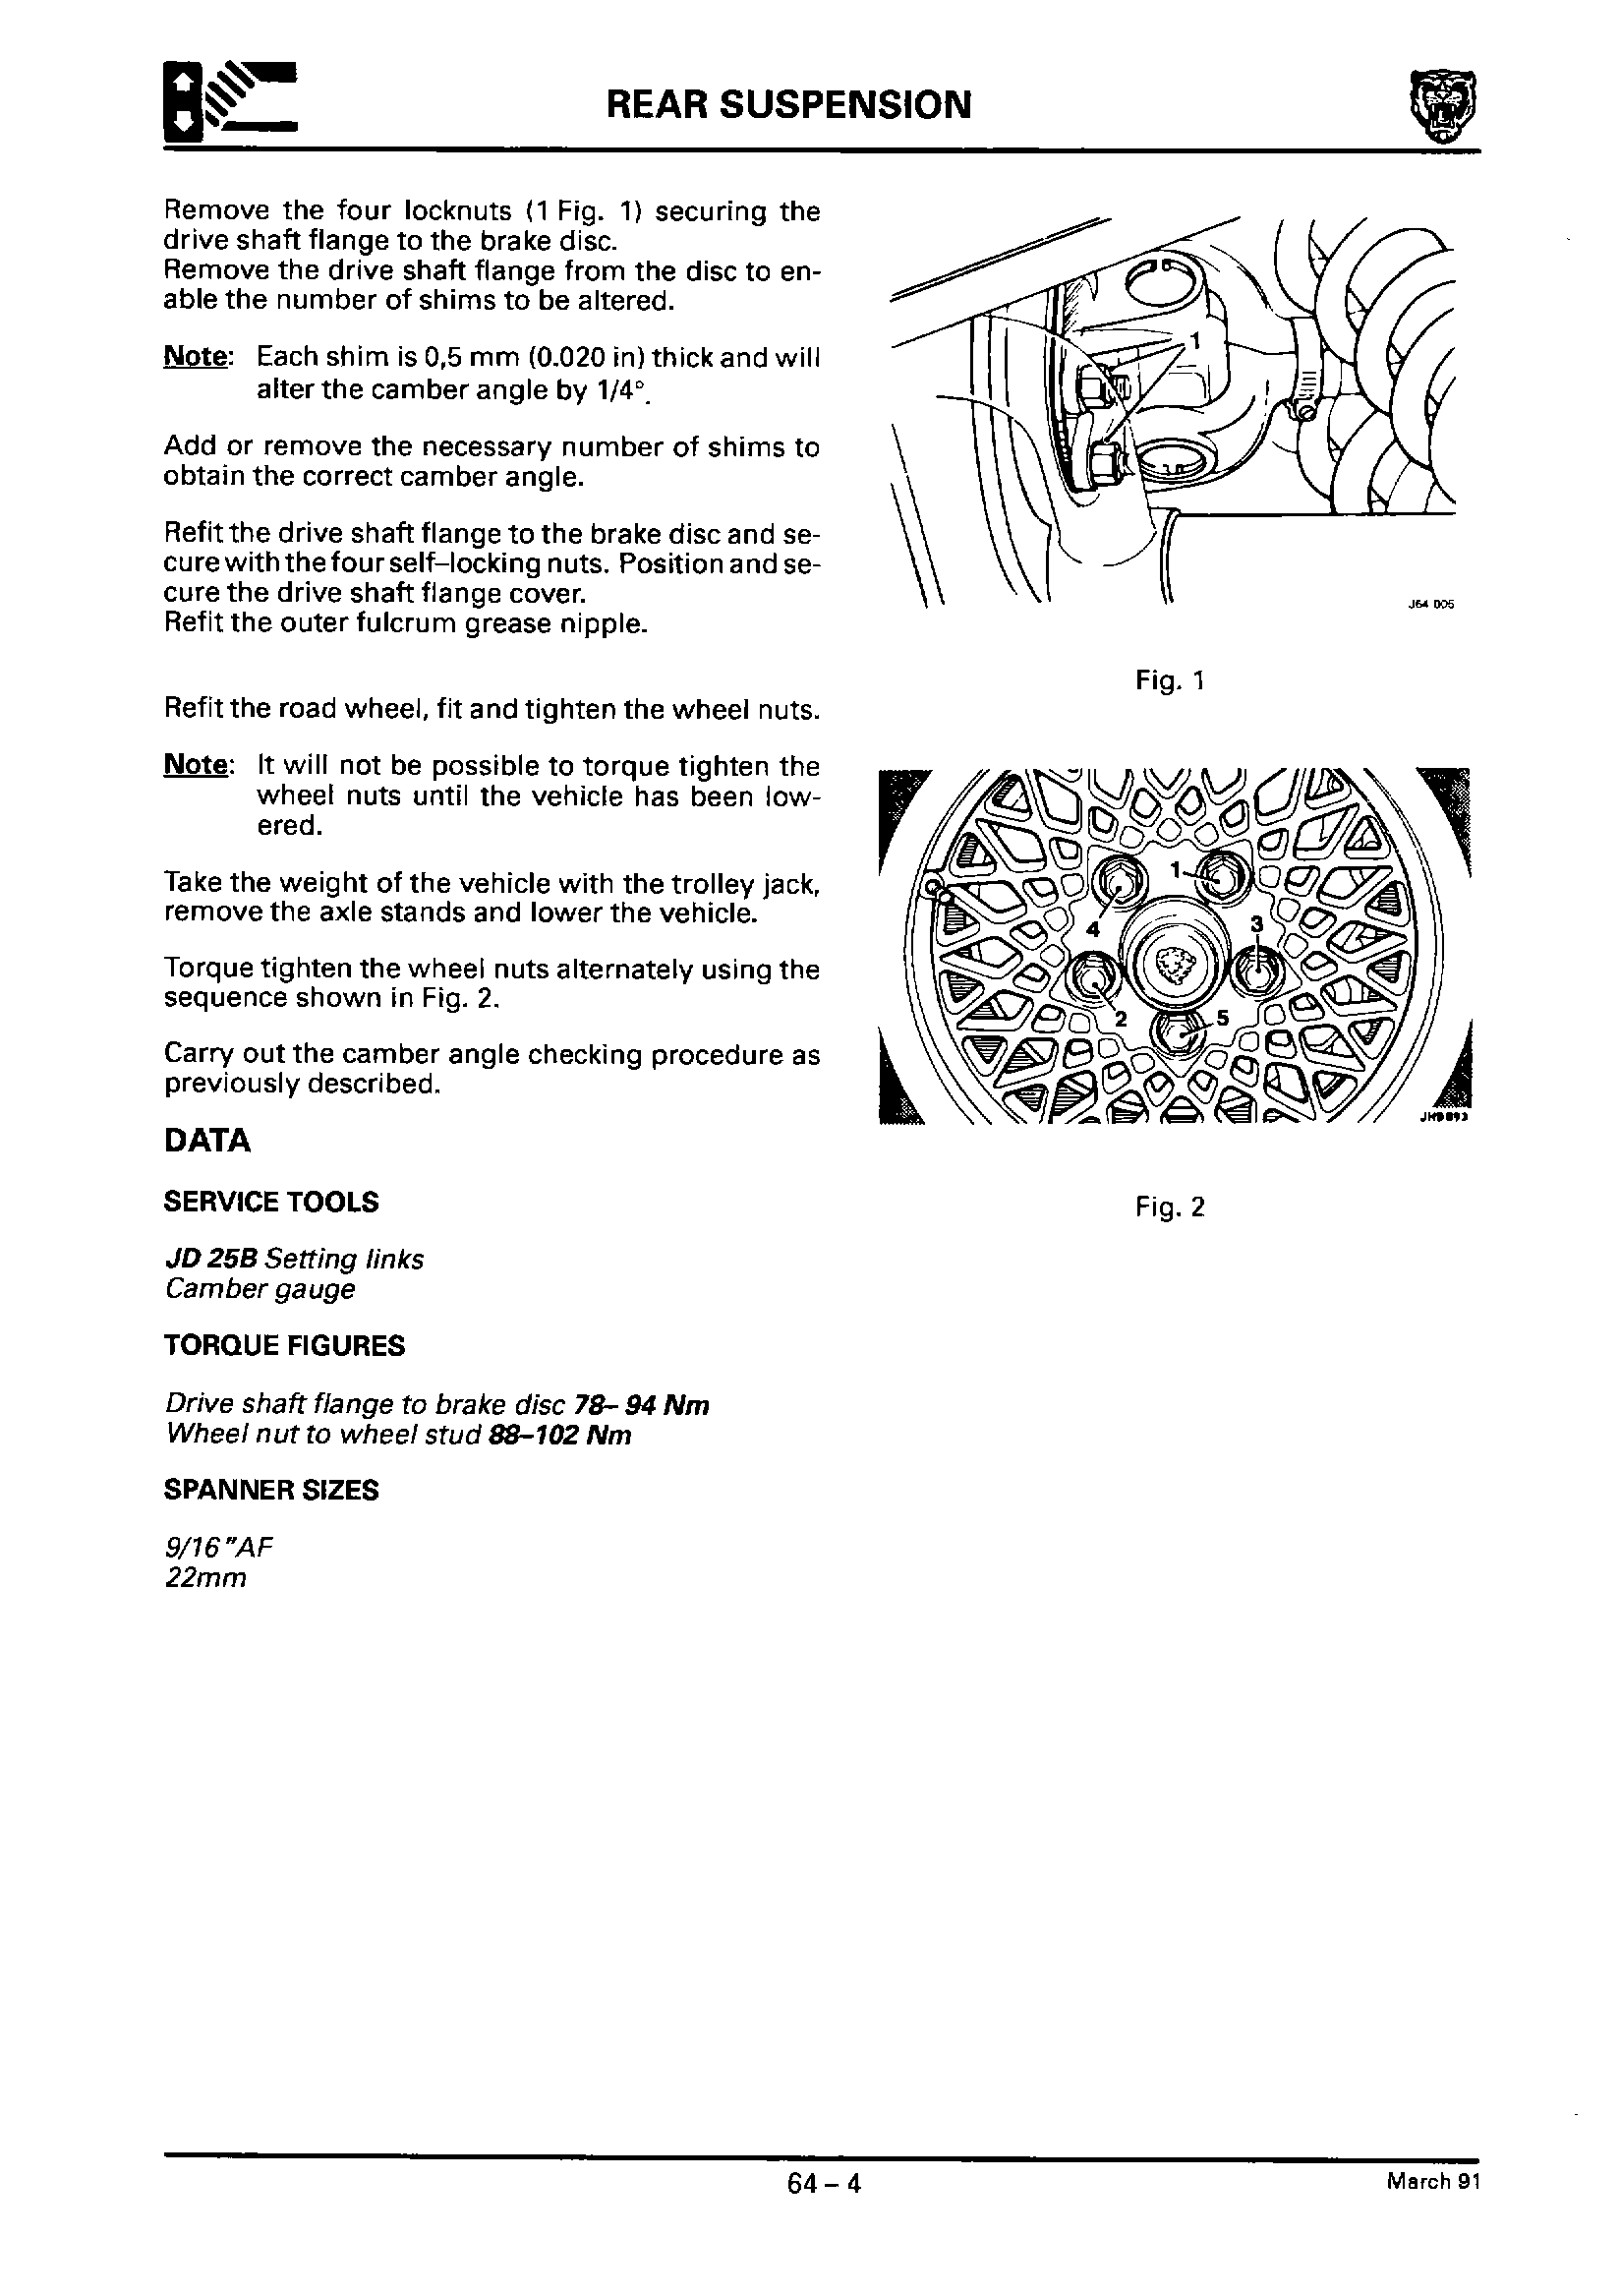 REAR SUSPENSION
Remove the four locknuts (1 Fig. 1) securing the
drive shaft flange to the brake disc.
Remove the drive shaft flange from the disc to en-
able the number of shims to be altered.
Note: Each shim is 0,5 mm (0.020 in) thick and will
alter the camber angle by 1/4°.
Add or remove the necessary number of shims to
obtain the correct camber angle.
Refit the drive shaft flange to the brake disc and se-
cure with the four self–locking nuts. Position and se-
cure the drive shaft flange cover.
Refit the outer fulcrum grease nipple.
Refit the road wheel, fit and tighten the wheel nuts.
Note: It will not be possible to torque tighten the
wheel nuts until the vehicle has been low-
ered.
Take the weight of the vehicle with the trolley jack,
remove the axle stands and lower the vehicle.
Torque tighten the wheel nuts alternately using the
sequence shown in Fig. 2.
Carry out the camber angle checking procedure as
previously described.
DATA
SERVICE TOOLS
JD 25B Setting links
Camber gauge
TORQUE FIGURES
Drive shaft flange to brake disc 78– 94 Nm
Wheel nut to wheel stud 88–102 Nm
SPANNER SIZES
9/16 "AF
22mm
1
J64 005
Fig. 1
1
4
3
2
5
Fig. 2
64 – 4
March 91